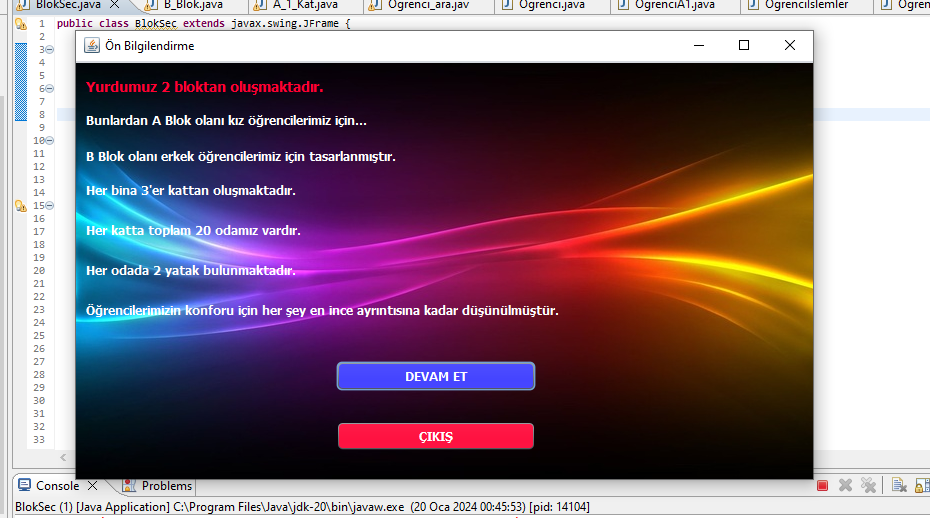 BlokSec.java B_Blok.java A_1_Kat.java Ogrenci_ara.jav Ogrenci.java OgrenciA1.java OgrenciIslemler
1 public class BlokSec extends javax.swing.JFrame {
2
3
4
5
6
7
8
9
10
11
12
13
14
15
16
17
18
19
20
21
22
23
24
25
26
27
28
29
30
31
32
33
Ön Bilgilendirme
Yurdumuz 2 bloktan oluşmaktadır.
Bunlardan A Blok olanı kız öğrencilerimiz için...
B Blok olanı erkek öğrencilerimiz için tasarlanmıştır.
Her bina 3'er kattan oluşmaktadır.
Her katta toplam 20 odamız vardır.
Her odada 2 yatak bulunmaktadır.
Öğrencilerimizin konforu için her şey en ince ayrıntısına kadar düşünülmüştür.
DEVAM ET
ÇIKIŞ
Console Problems
BlokSec (1) [Java Application] C:\Program Files\Java\jdk-20\bin\javaw.exe (20 Oca 2024 00:45:53) [pid: 14104]